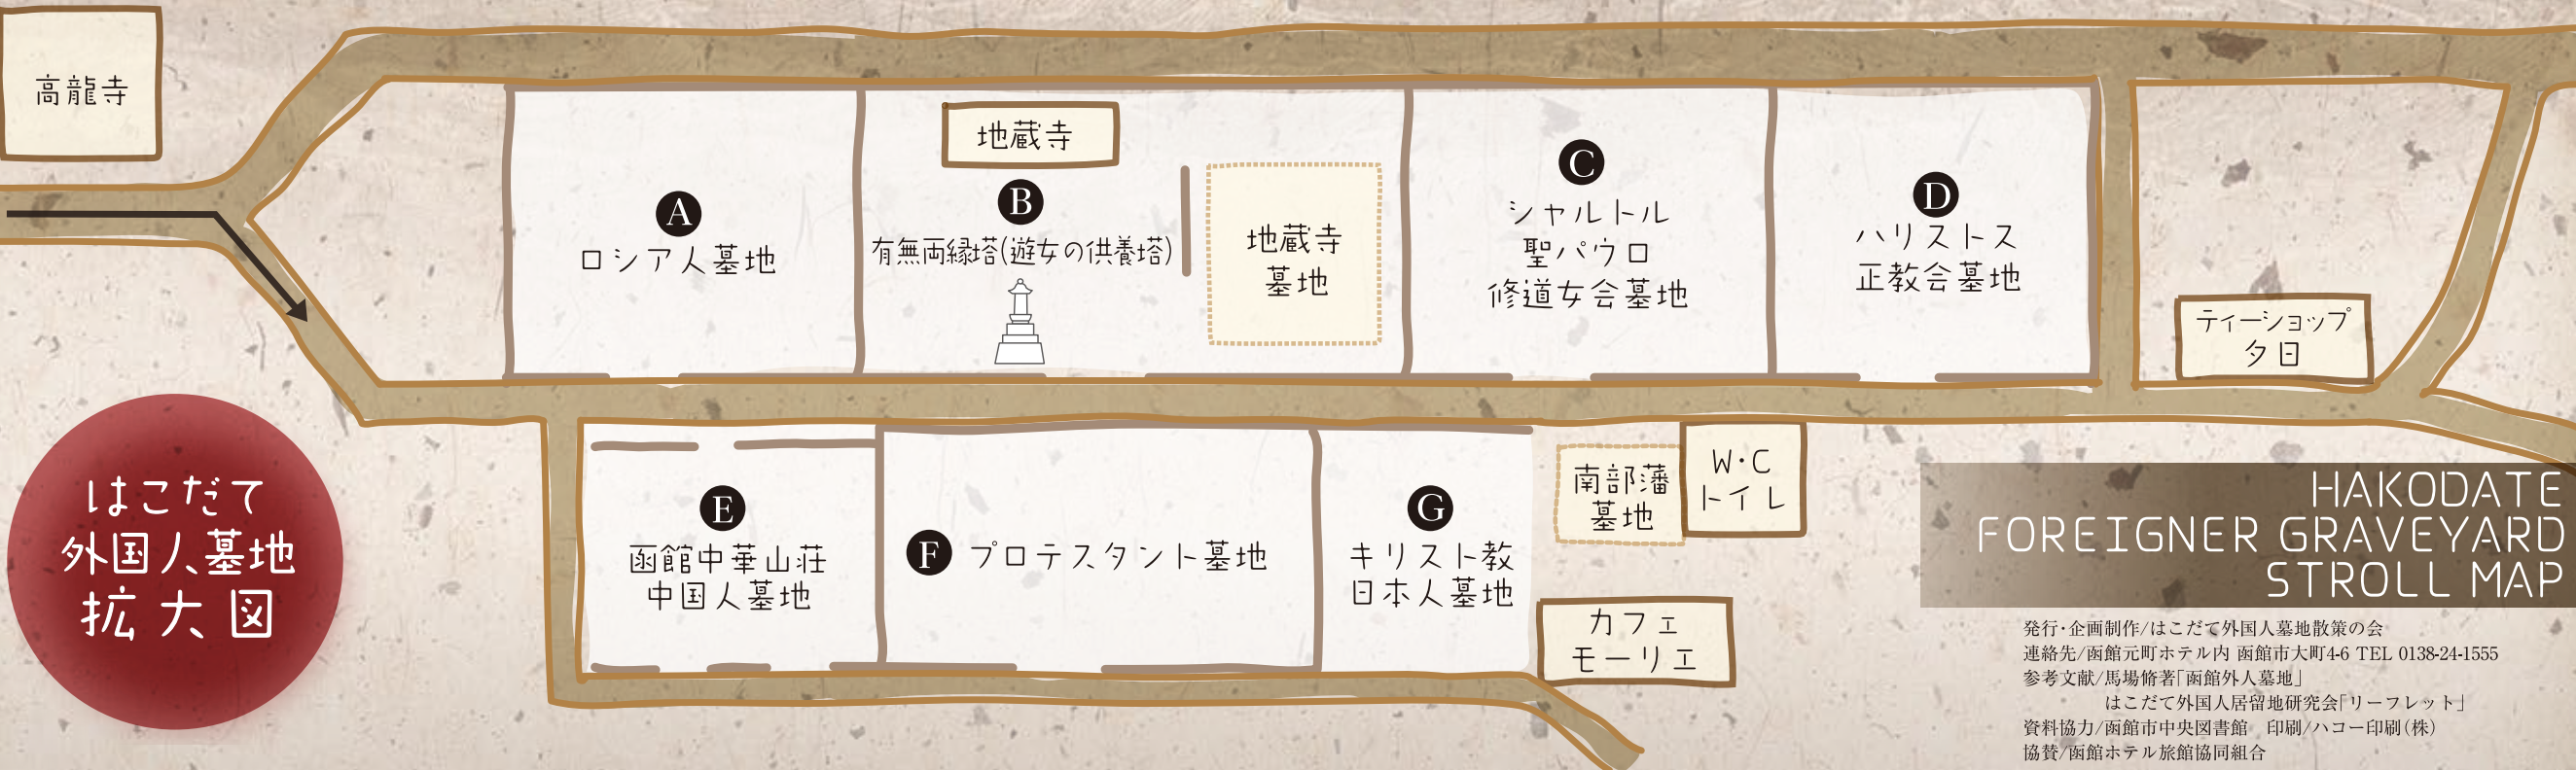 高龍寺
地蔵寺
A
ロシア人墓地
B
有無両縁塔(遊女の供養塔)
地蔵寺
墓地
C
シャルトル
聖パウロ
修道女会墓地
D
ハリストス
正教会墓地
ティーショップ
夕日
はこだて
外国人墓地
拡大図
E
函館中華山荘
中国人墓地
F プロテスタント墓地
G
キリスト教
日本人墓地
南部藩
墓地
W・C
トイレ
カフェ
モーリエ
HAKODATE
FOREIGNER GRAVEYARD
STROLL MAP
発行・企画制作/はこだて外国人墓地散策の会
連絡先/函館元町ホテル内 函館市大町4-6 TEL 0138-24-1555
参考文献/馬場脩著「函館外人墓地」
はこだて外国人居留地研究会「リーフレット」
資料協力/函館市中央図書館 印刷/ハコー印刷(株)
協賛/函館ホテル旅館協同組合